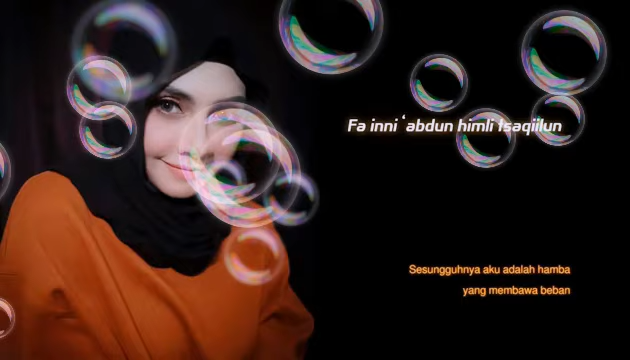 Fa inni 'abdun himli tsaqiilun
Sesungguhnya aku adalah hamba
yang membawa beban